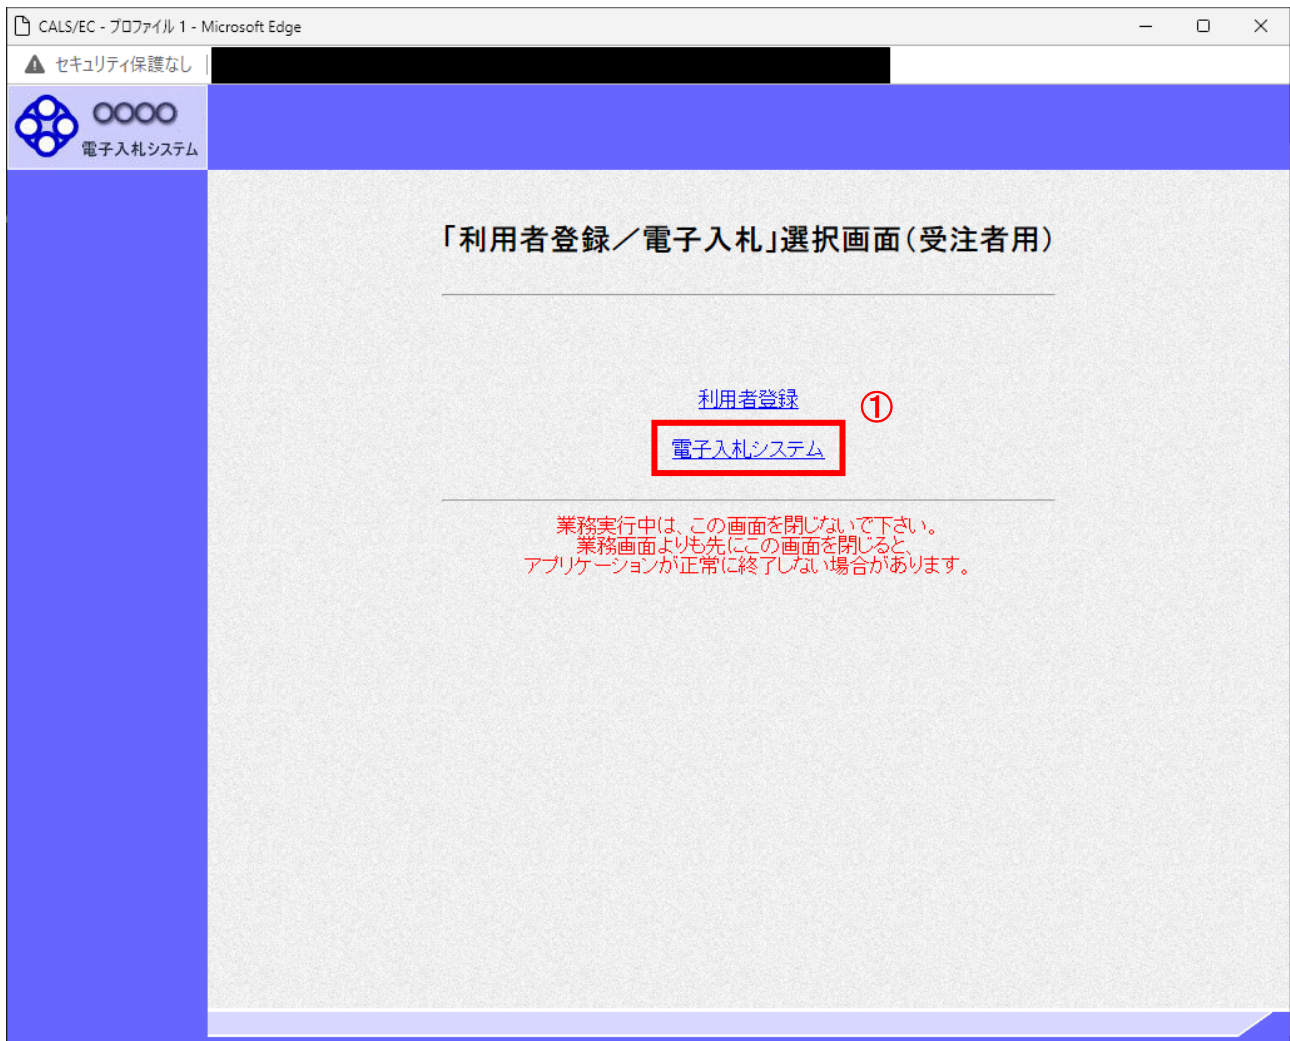 CALS/EC - プロファイル 1 - Microsoft Edge
セキュリティ保護なし
○○○○
電子入札システム
「利用者登録／電子入札」選択画面（受注者用）
利用者登録
①
電子入札システム
業務実行中は、この画面を閉じないで下さい。
業務画面よりも先にこの画面を閉じると、
アプリケーションが正常に終了しない場合があります。